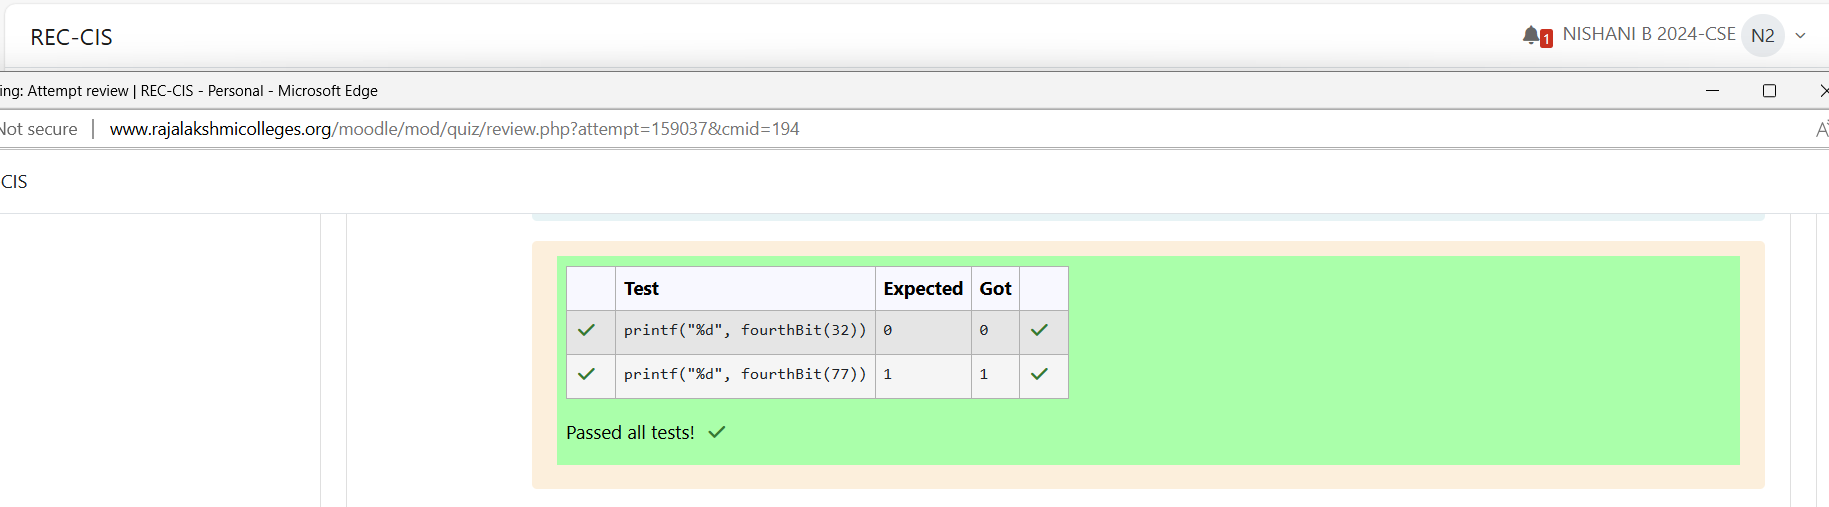 REC-CIS
1 NISHANI B 2024-CSE N2
ing: Attempt review | REC-CIS - Personal - Microsoft Edge
Not secure | www.rajalakshmicolleges.org/moodle/mod/quiz/review.php?attempt=159037&cmid=194
CIS
Test Expected Got
printf("%d", fourthBit(32)) 0 0
printf("%d", fourthBit(77)) 1 1
Passed all tests!